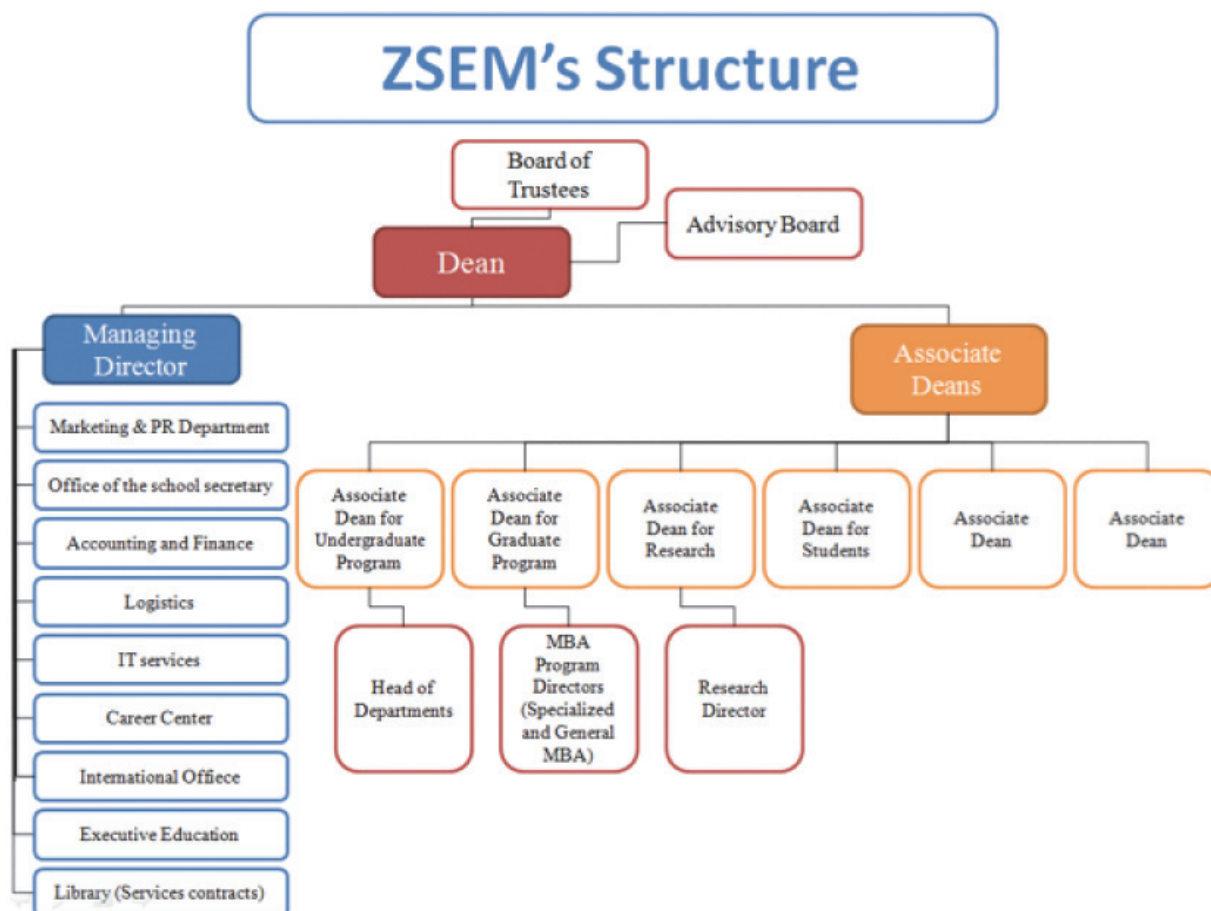 ZSEM's Structure
Board of
Trustees
Advisory Board
Dean
Managing
Director
Associate
Deans
Marketing & PR Department
Office of the school secretary
Accounting and Finance
Logistics
IT services
Career Center
International Offiece
Executive Education
Library (Services contracts)
Associate
Dean for
Undergraduate
Program
Associate
Dean for
Graduate
Program
Associate
Dean for
Research
Associate
Dean for
Students
Associate
Dean
Associate
Dean
Head of
Departments
MBA
Program
Directors
(Specialized
and General
MBA)
Research
Director